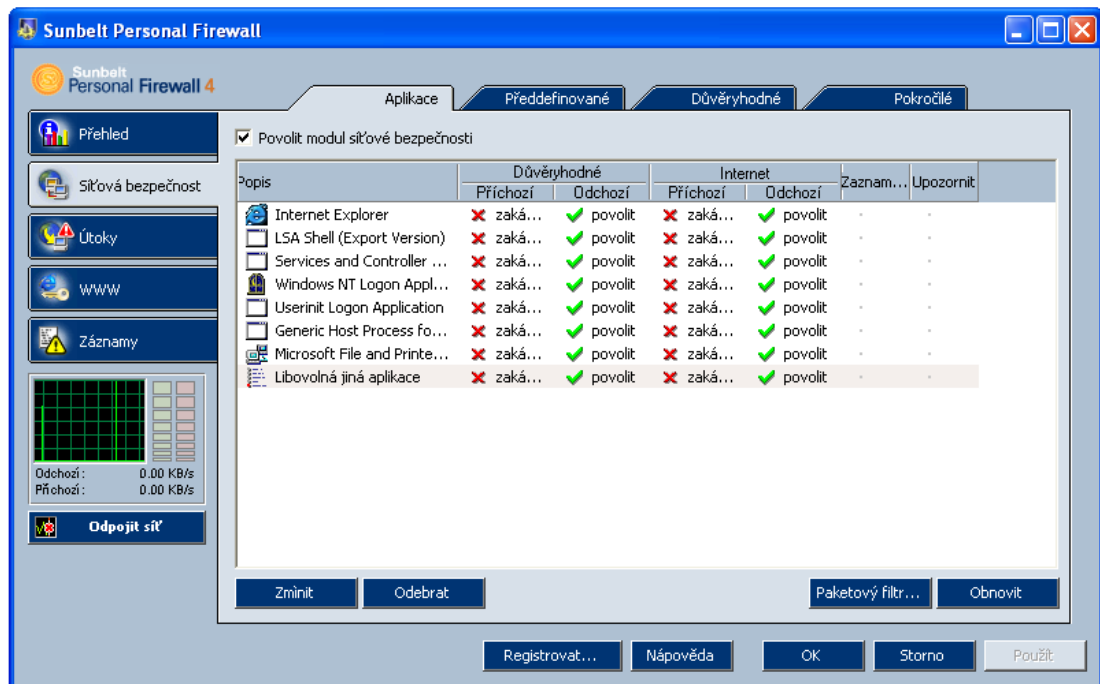 Sunbelt Personal Firewall
Sunbelt
Personal Firewall 4
Aplikace Předdefinované Důvěryhodné Pokročilé
Přehled
Síťová bezpečnost
Útoky
WWW
Záznamy
Povolit modul síťové bezpečnosti
Popis Důvěryhodné Internet Zaznam... Upozornit
Příchozí Odchozí Příchozí Odchozí
Internet Explorer zaká... povolit zaká... povolit
LSA Shell (Export Version) zaká... povolit zaká... povolit
Services and Controller ... zaká... povolit zaká... povolit
Windows NT Logon Appl... zaká... povolit zaká... povolit
Userinit Logon Application zaká... povolit zaká... povolit
Generic Host Process fo... zaká... povolit zaká... povolit
Microsoft File and Printe... zaká... povolit zaká... povolit
Libovolná jiná aplikace zaká... povolit zaká... povolit
Odchozí: 0.00 KB/s
Příchozí: 0.00 KB/s
Odpojit síť
Zmìnit Odebrat Paketový filtr... Obnovit
Registrovat... Nápověda OK Storno Použít